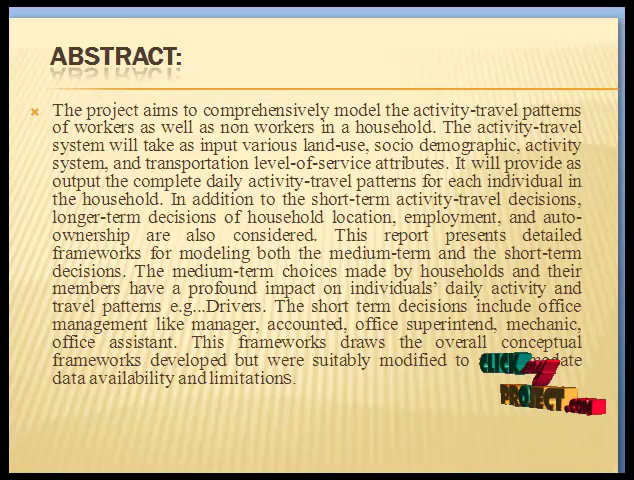 ABSTRACT:
The project aims to comprehensively model the activity-travel patterns
of workers as well as non workers in a household. The activity-travel
system will take as input various land-use, socio demographic, activity
system, and transportation level-of-service attributes. It will provide as
output the complete daily activity-travel patterns for each individual in
the household. In addition to the short-term activity-travel decisions,
longer-term decisions of household location, employment, and auto-
ownership are also considered. This report presents detailed
frameworks for modeling both the medium-term and the short-term
decisions. The medium-term choices made by households and their
members have a profound impact on individuals’ daily activity and
travel patterns e.g...Drivers. The short term decisions include office
management like manager, accounted, office superintend, mechanic,
office assistant. This frameworks draws the overall conceptual
frameworks developed but were suitably modified to
data availability and limitations.
CLICK my
PROJECT.COM